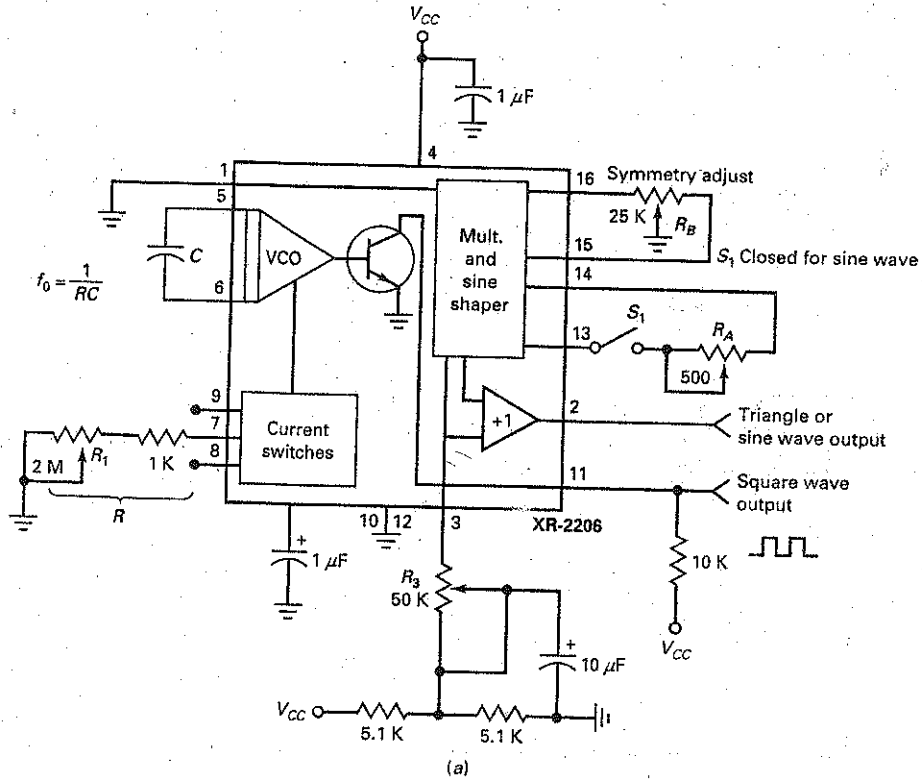 V_CC
1 μF
4
1
5
16 Symmetry adjust
25 K R_B
Mult.
and
sine
shaper
15
S_1 Closed for sine wave
14
C
VCO
f_0 = 1/RC
6
S_1
13
R_A
500
9
7
8
Current
switches
+1
2
Triangle or
sine wave output
2 M R_1 1 K
R
11
Square wave
output
10 12 3
XR-2206
+
1 μF
10 K
R_3
50 K
+
10 μF
V_CC
V_CC
5.1 K 5.1 K
(a)